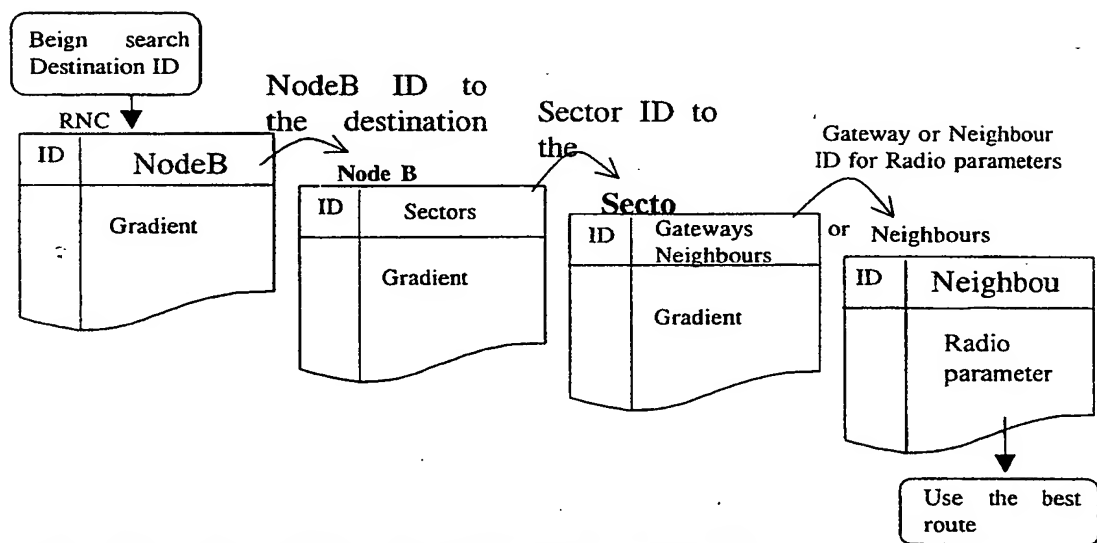 Beign search
Destination ID
RNC
ID NodeB
Gradient
NodeB ID to
the destination
Node B
ID Sectors
Gradient
Sector ID to
the
Secto
ID Gateways
Neighbours
Gradient
Gateway or Neighbour
ID for Radio parameters
or Neighbours
ID Neighbou
Radio
parameter
Use the best
route